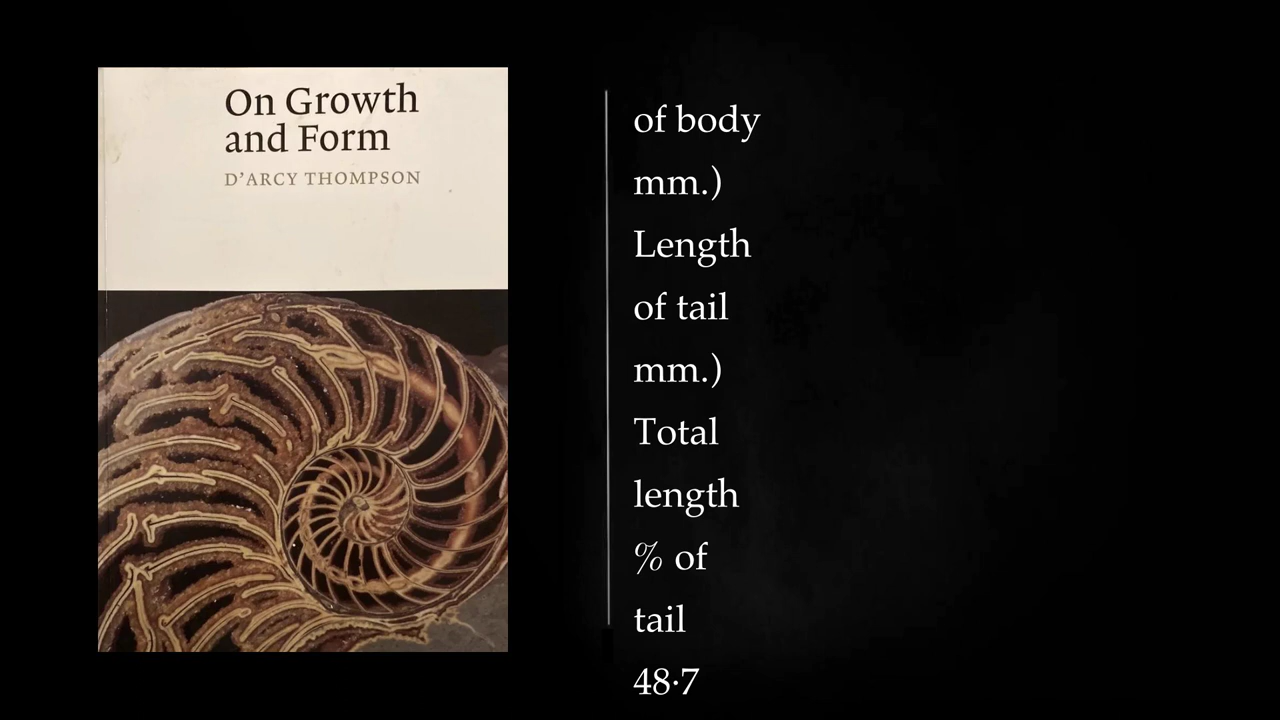 On Growth
and Form
D'ARCY THOMPSON
of body
mm.)
Length
of tail
mm.)
Total
length
% of
tail
48·7